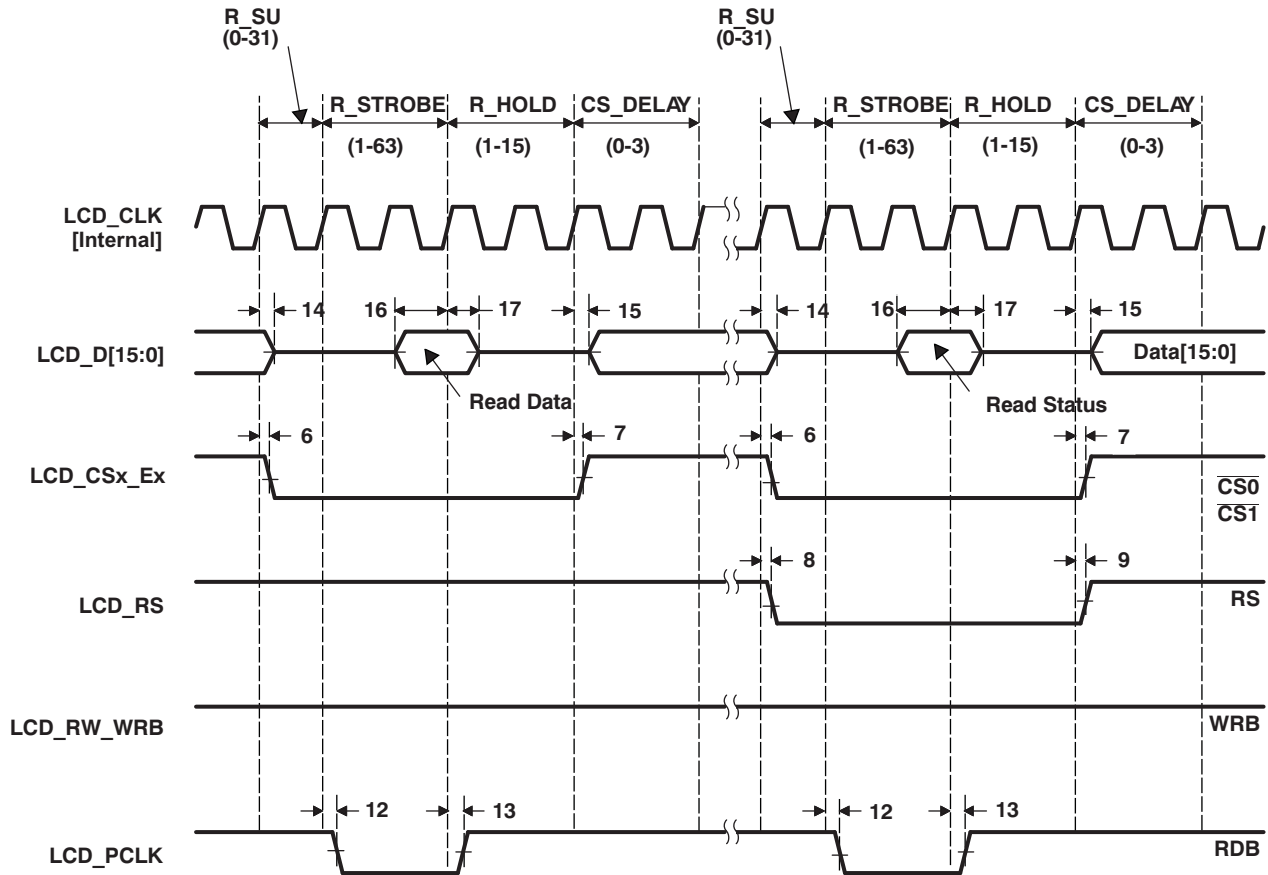 R_SU
(0-31)
R_SU
(0-31)
R_STROBE R_HOLD CS_DELAY
R_STROBE R_HOLD CS_DELAY
(1-63) (1-15) (0-3)
(1-63) (1-15) (0-3)
LCD_CLK
[Internal]
14 16 17 15
14 16 17 15
LCD_D[15:0]
Data[15:0]
Read Data
Read Status
6 7 6 7
LCD_CSx_Ex
CS0
CS1
8 9
LCD_RS
RS
LCD_RW_WRB
WRB
12 13 12 13
LCD_PCLK
RDB